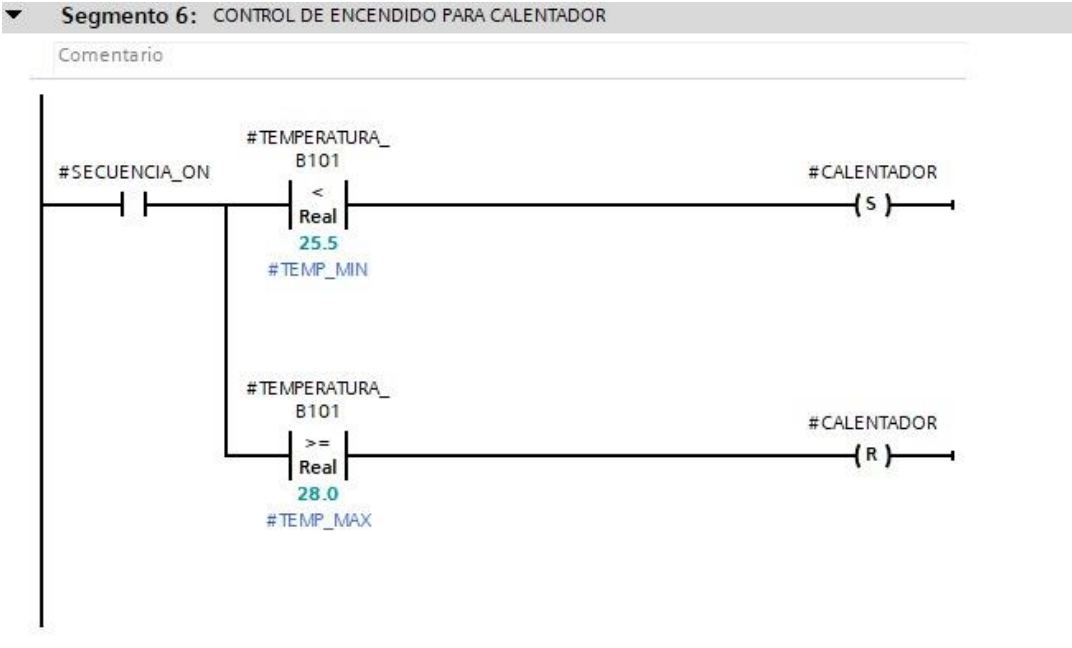 Segmento 6: CONTROL DE ENCENDIDO PARA CALENTADOR
Comentario
#TEMPERATURA_
B101
#SECUENCIA_ON
#CALENTADOR
<
Real
S
25.5
#TEMP_MIN
#TEMPERATURA_
B101
#CALENTADOR
>=
Real
R
28.0
#TEMP_MAX